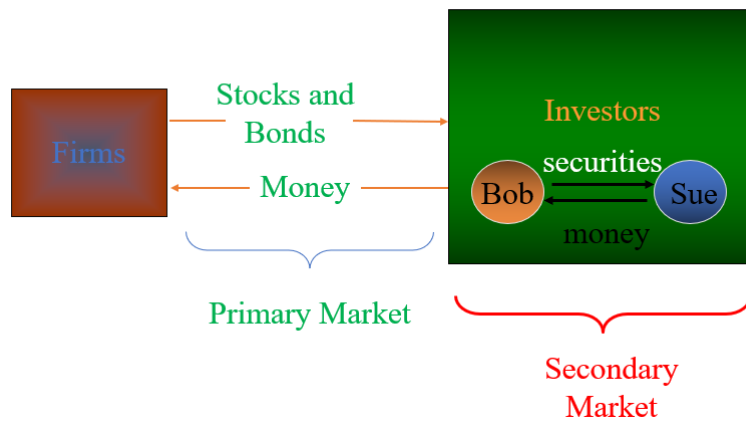 Stocks and
Bonds
Firms
Money
Primary Market
Investors
securities
Bob
Sue
money
Secondary
Market